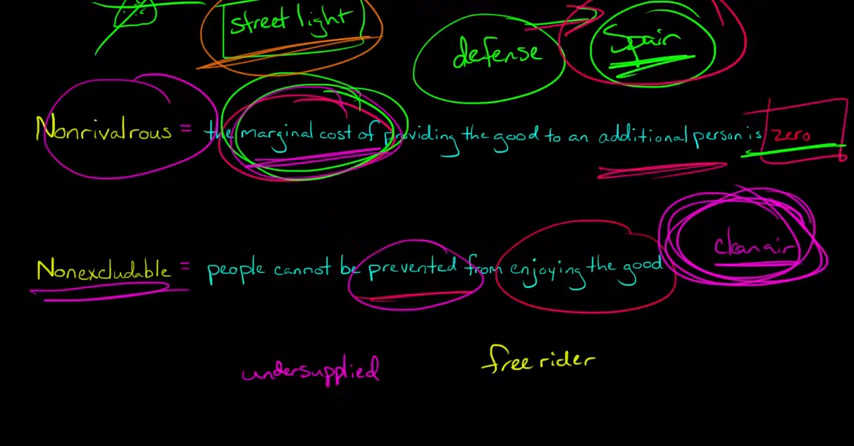 street light
defense
Spain
Nonrivalrous = the marginal cost of providing the good to an additional person is zero
clean air
Nonexcludable = people cannot be prevented from enjoying the good
undersupplied
free rider